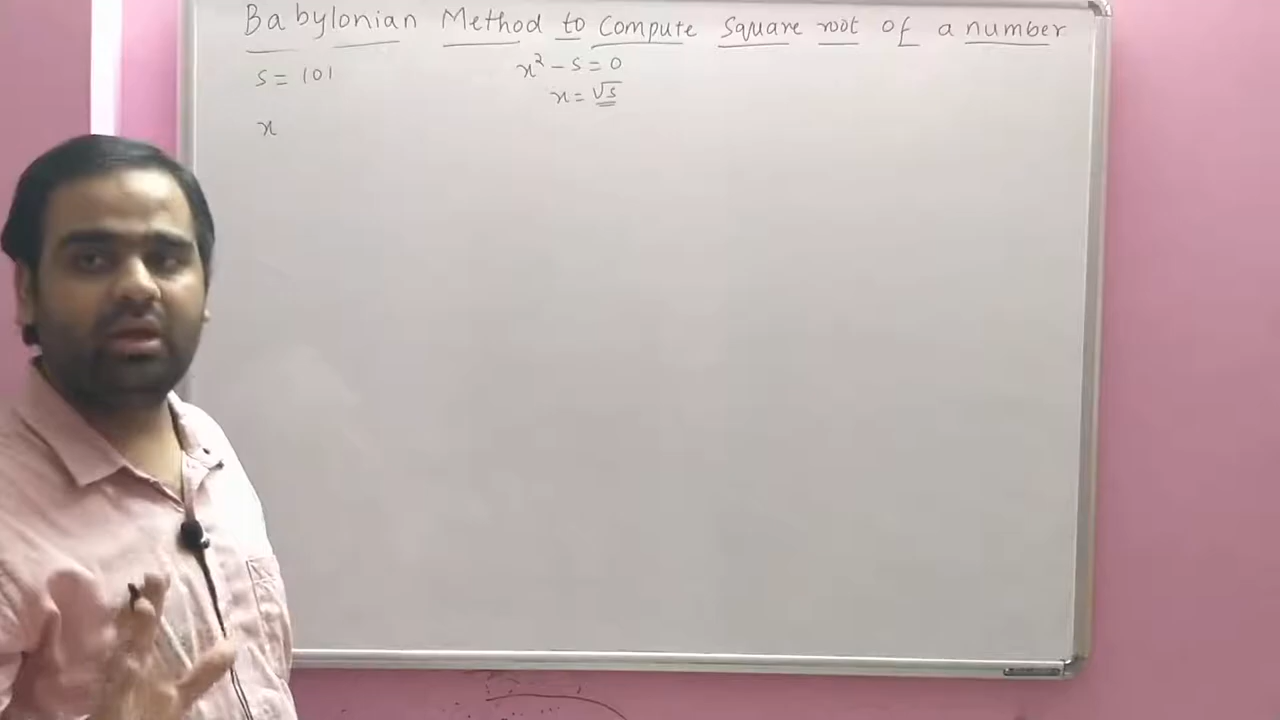 Babylonian Method to Compute Square root of a number
S = 101
x² - S = 0
x = √S
x